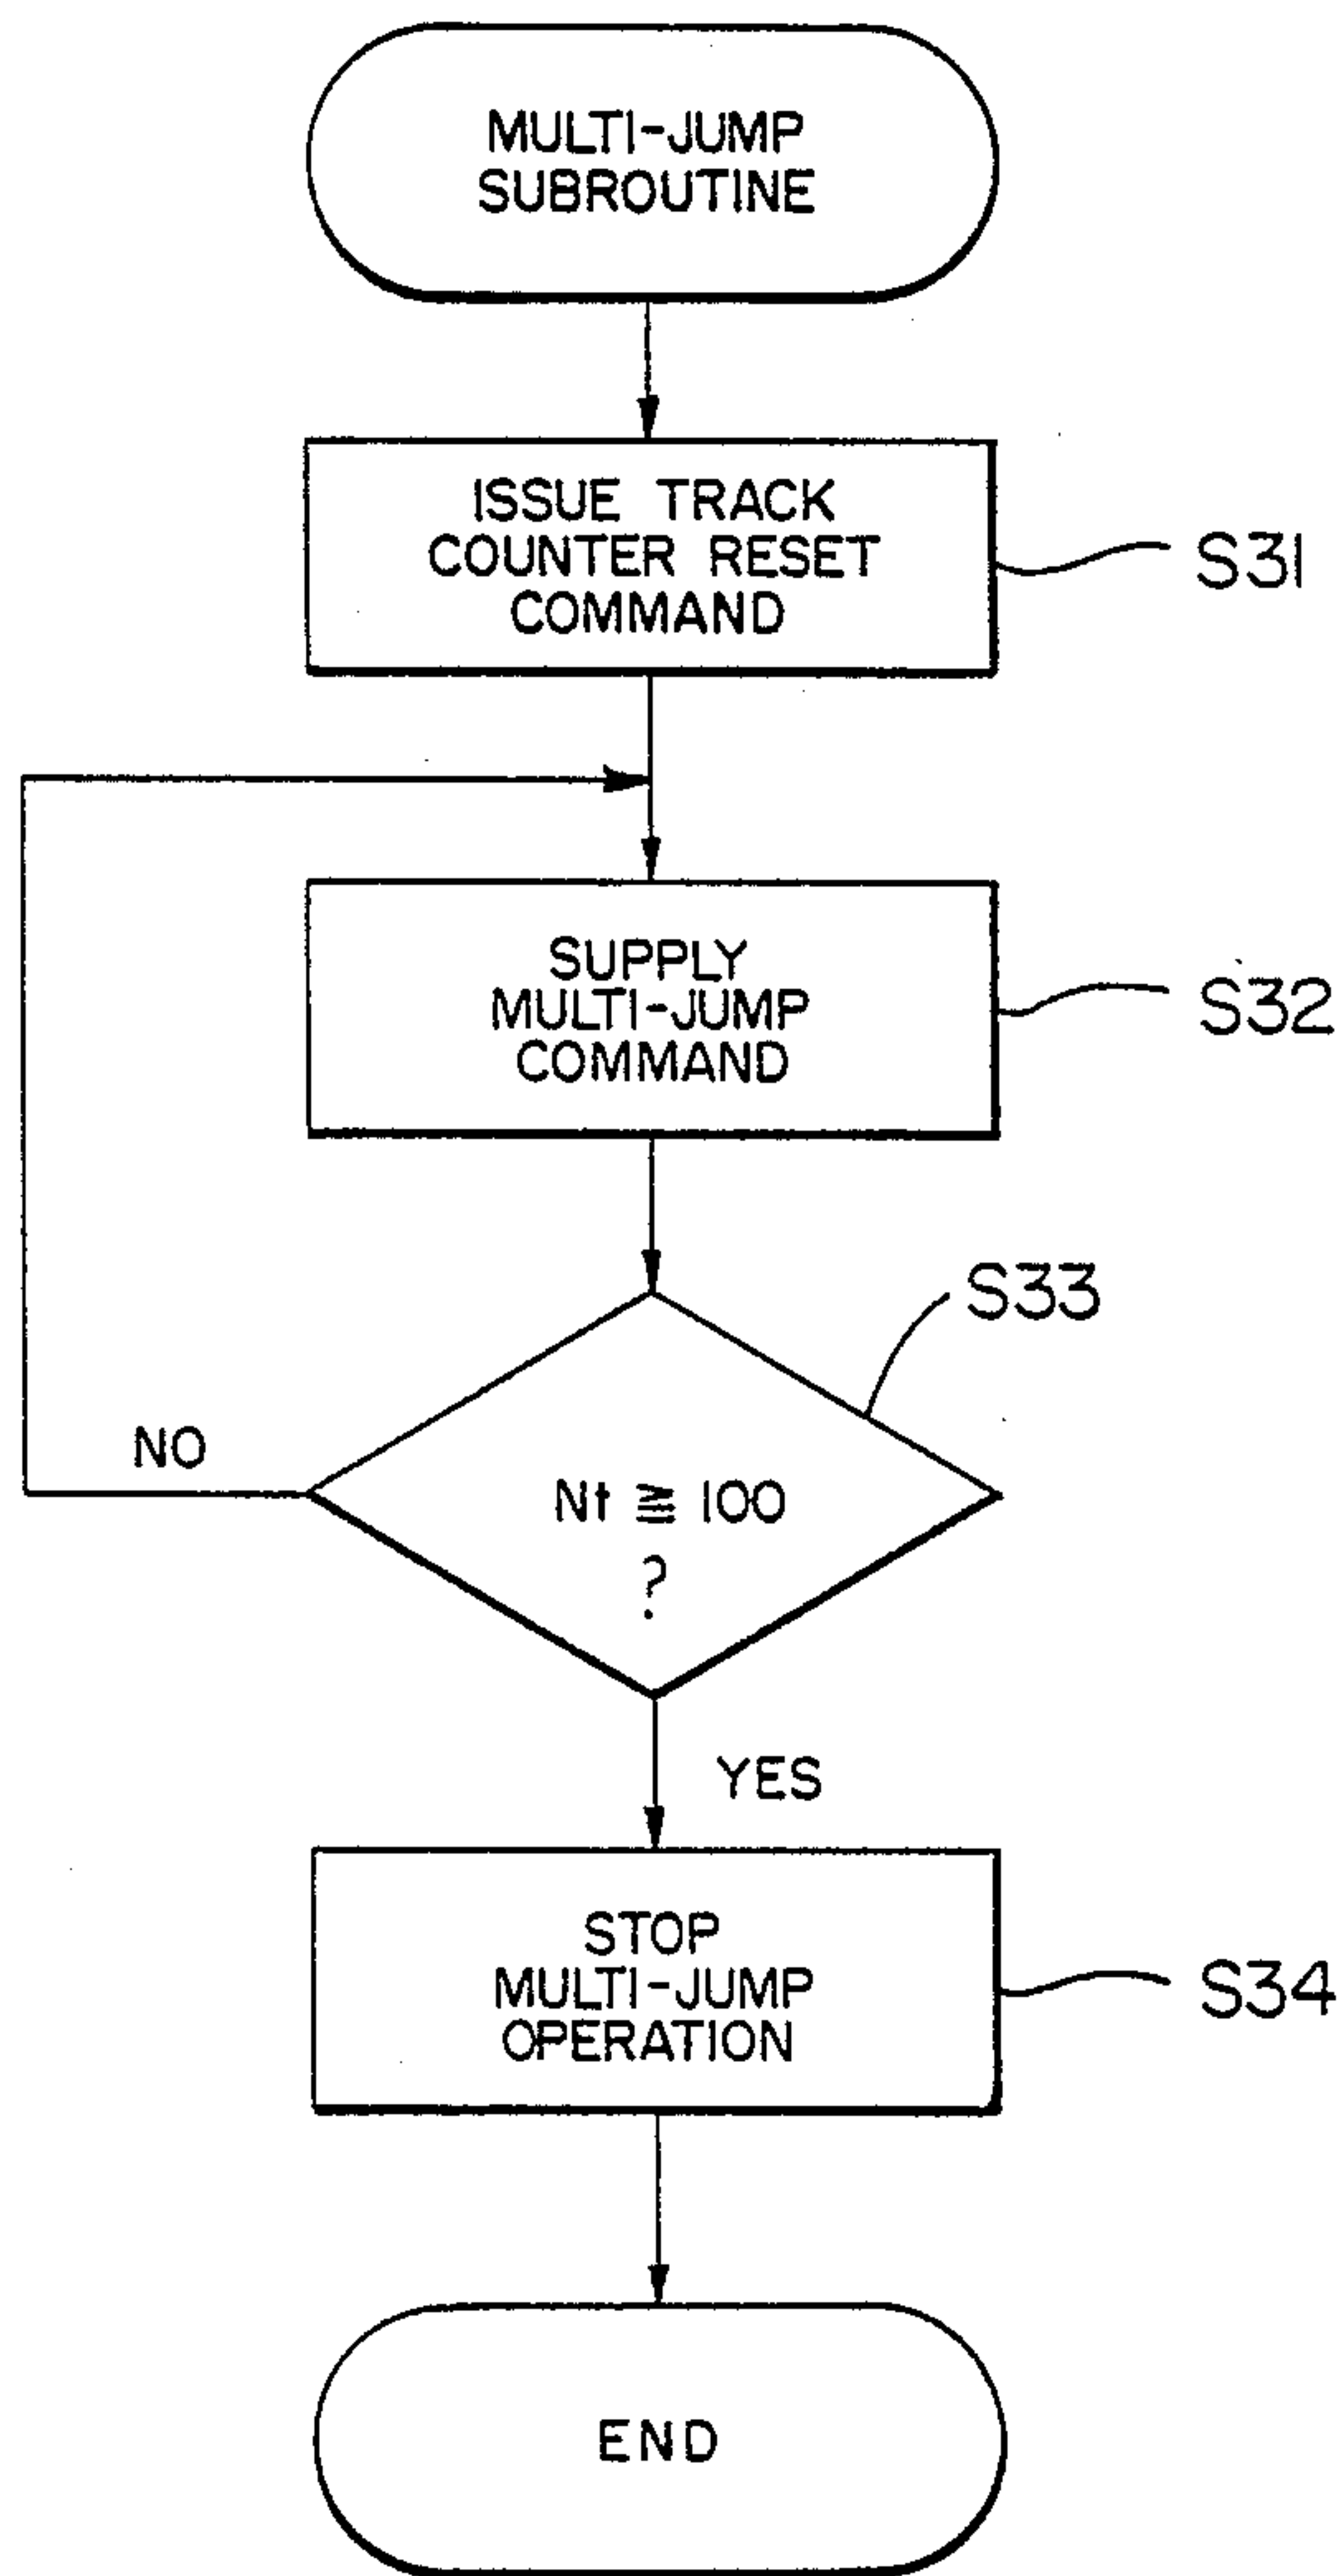 MULTI-JUMP
SUBROUTINE
ISSUE TRACK
COUNTER RESET
COMMAND
S31
SUPPLY
MULTI-JUMP
COMMAND
S32
S33
NO
Nt ≧ 100
?
YES
STOP
MULTI-JUMP
OPERATION
S34
END